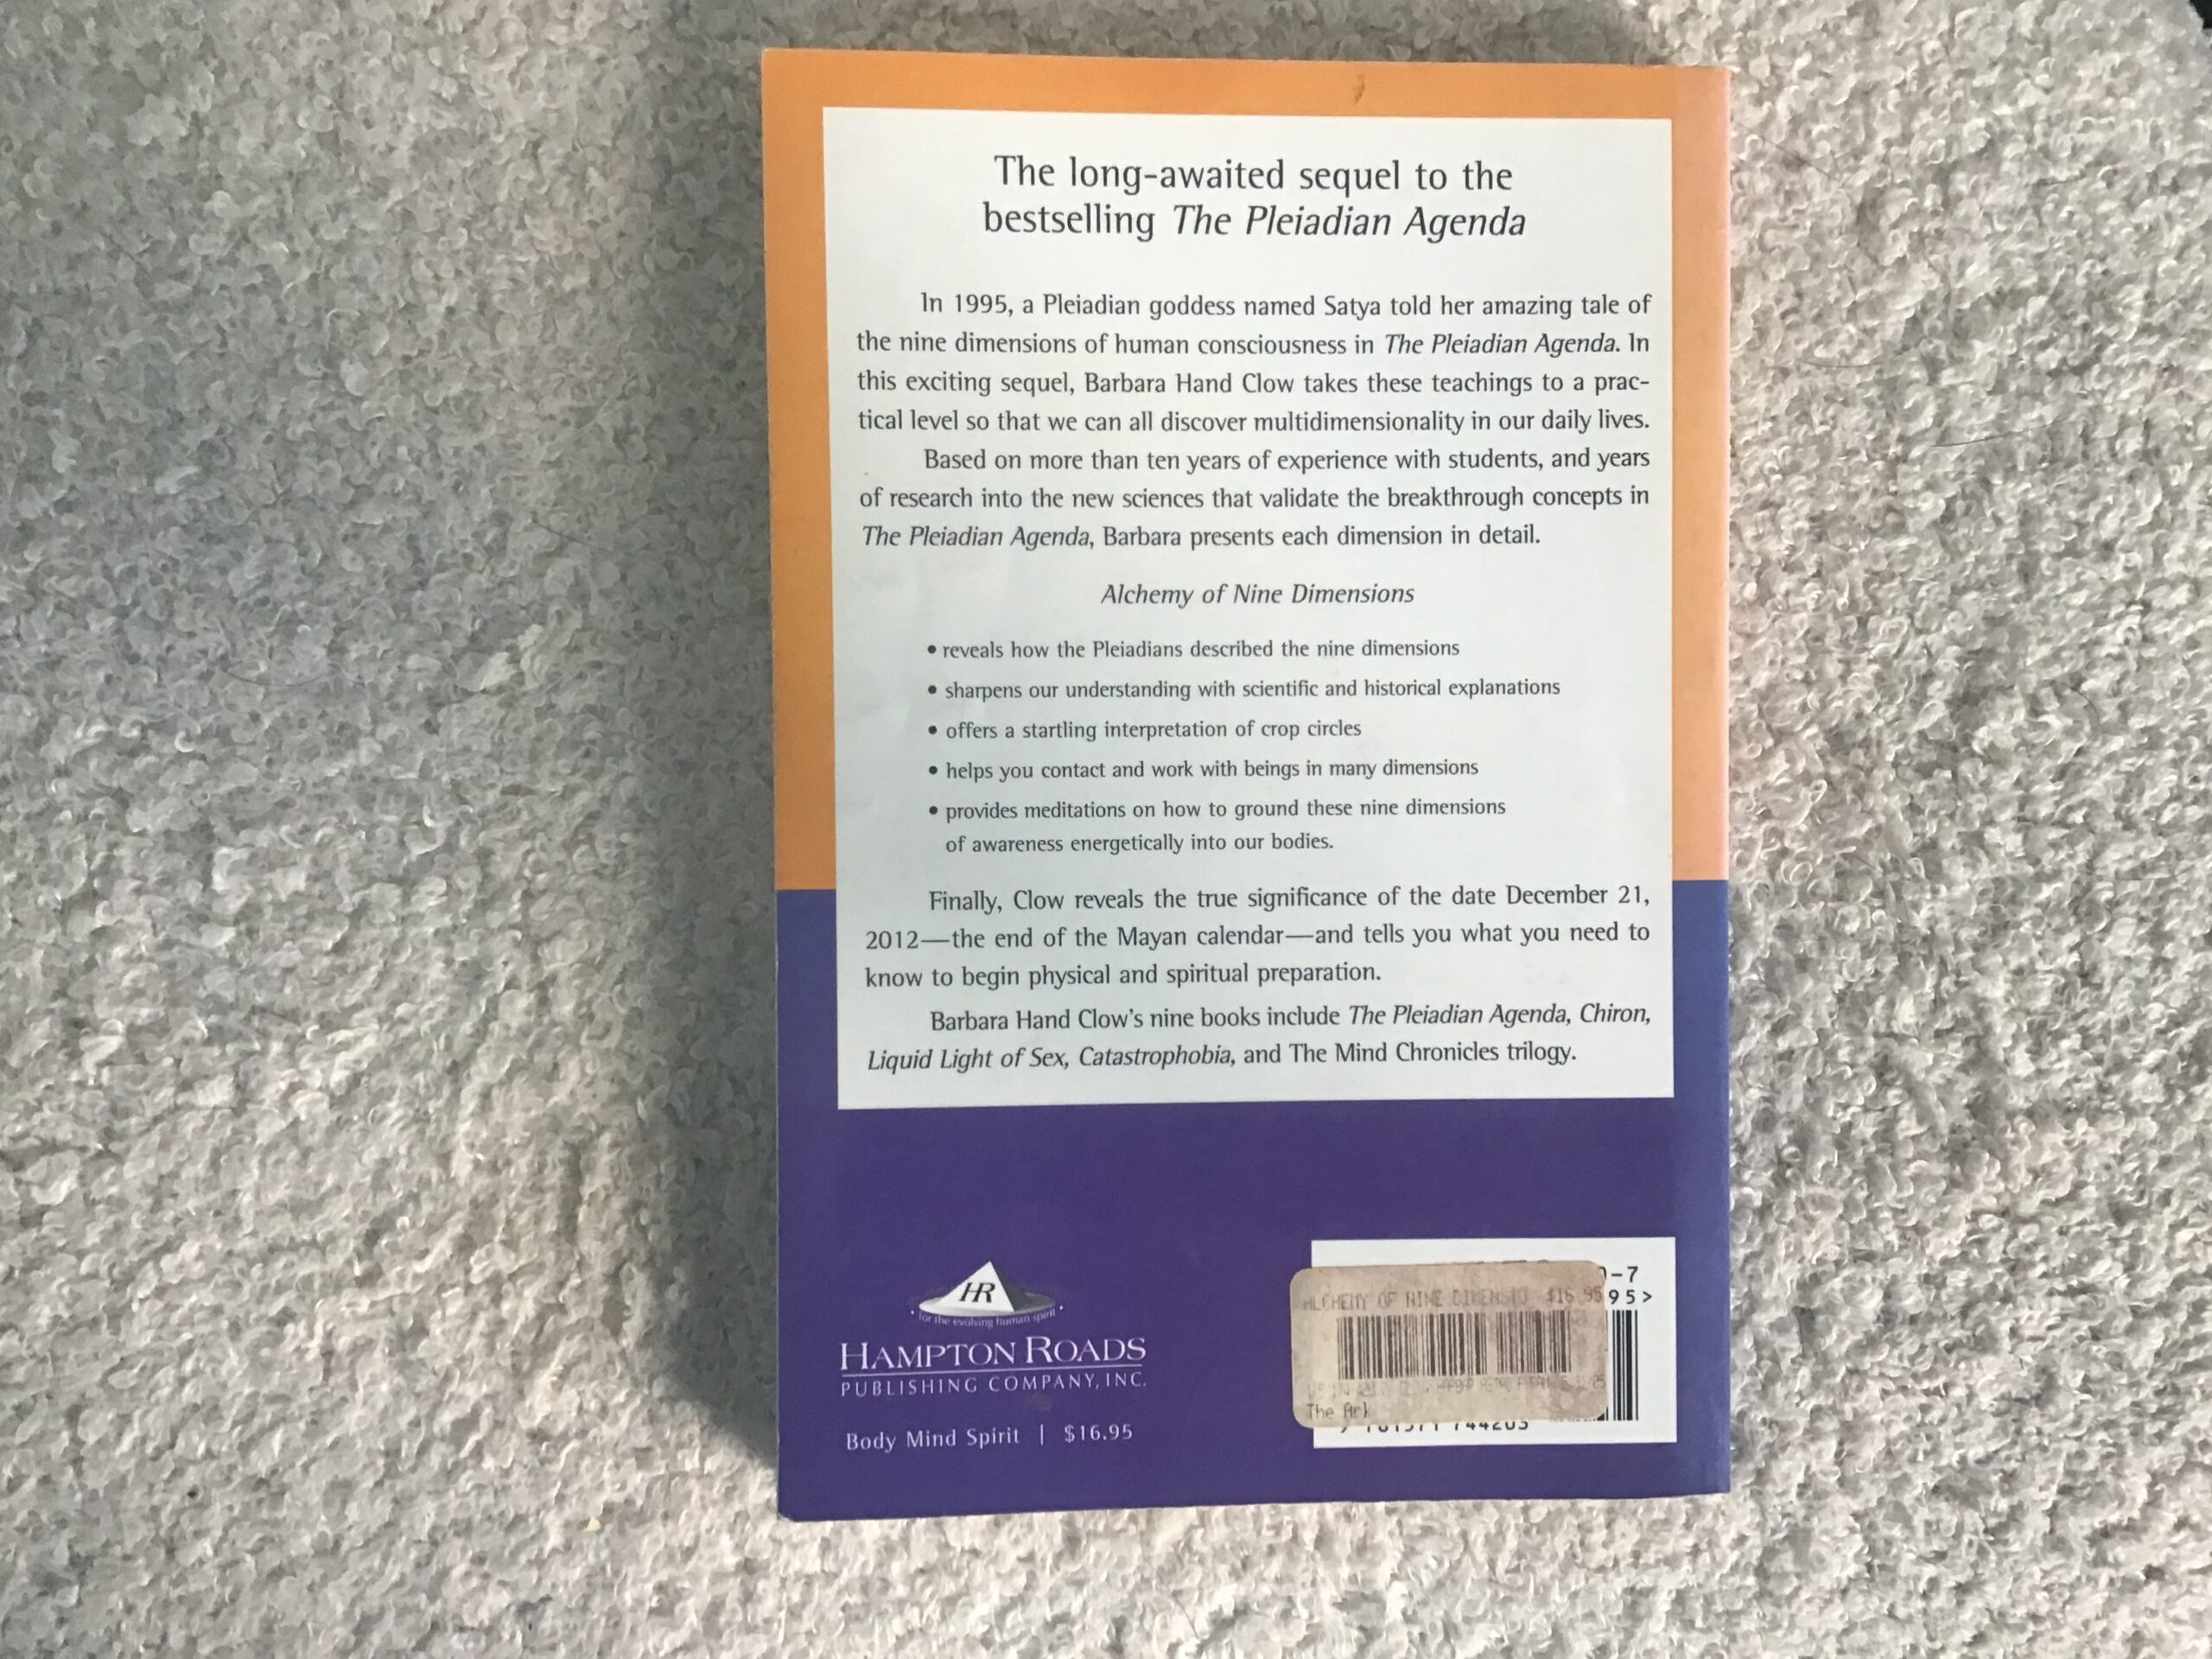 The long-awaited sequel to the
bestselling The Pleiadian Agenda
In 1995, a Pleiadian goddess named Satya told her amazing tale of
the nine dimensions of human consciousness in The Pleiadian Agenda. In
this exciting sequel, Barbara Hand Clow takes these teachings to a prac-
tical level so that we can all discover multidimensionality in our daily lives.
Based on more than ten years of experience with students, and years
of research into the new sciences that validate the breakthrough concepts in
The Pleiadian Agenda, Barbara presents each dimension in detail.
Alchemy of Nine Dimensions
• reveals how the Pleiadians described the nine dimensions
• sharpens our understanding with scientific and historical explanations
• offers a startling interpretation of crop circles
• helps you contact and work with beings in many dimensions
• provides meditations on how to ground these nine dimensions
of awareness energetically into our bodies.
Finally, Clow reveals the true significance of the date December 21,
2012—the end of the Mayan calendar—and tells you what you need to
know to begin physical and spiritual preparation.
Barbara Hand Clow's nine books include The Pleiadian Agenda, Chiron,
Liquid Light of Sex, Catastrophobia, and The Mind Chronicles trilogy.
HR
for the evolving human spirit
HAMPTON ROADS
PUBLISHING COMPANY, INC.
Body Mind Spirit | $16.95
-7
95>
ALCHEMY OF NINE DIMENSIO $16.95
The Ark